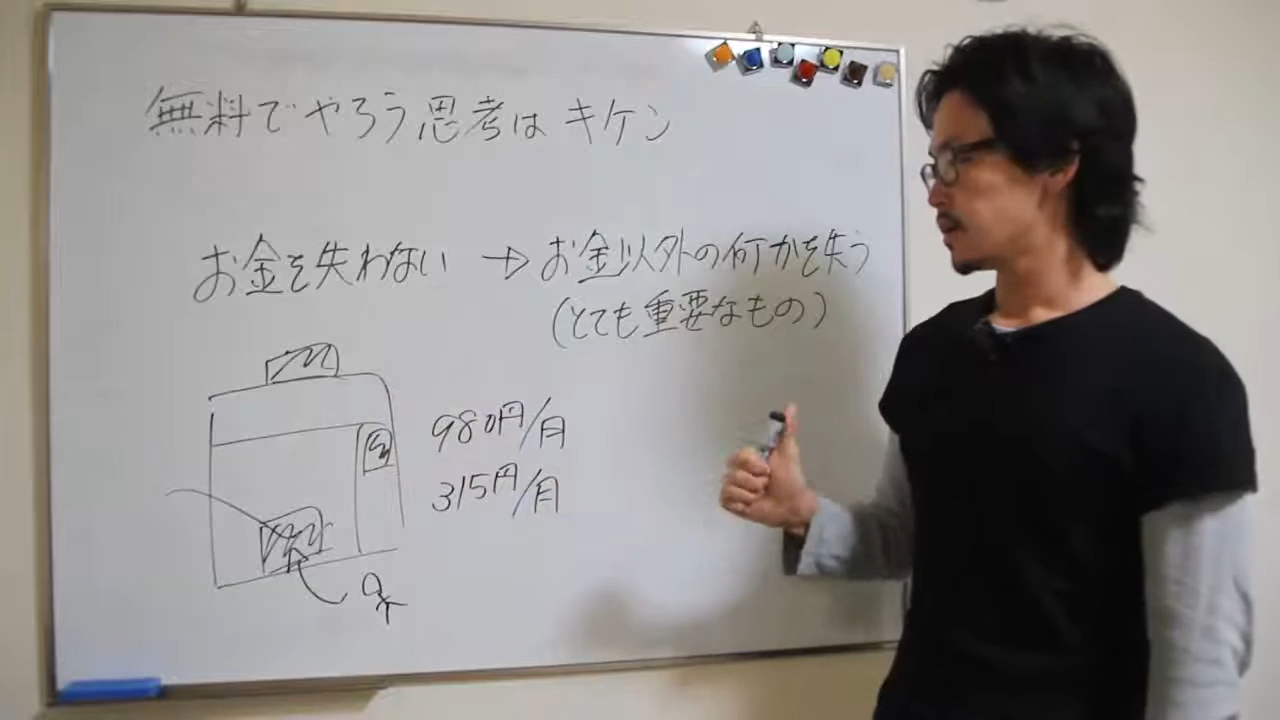 無料でやろう思考は キケン
お金を失わない → お金以外の何かを失う
(とても重要なもの)
980円/月
315円/月